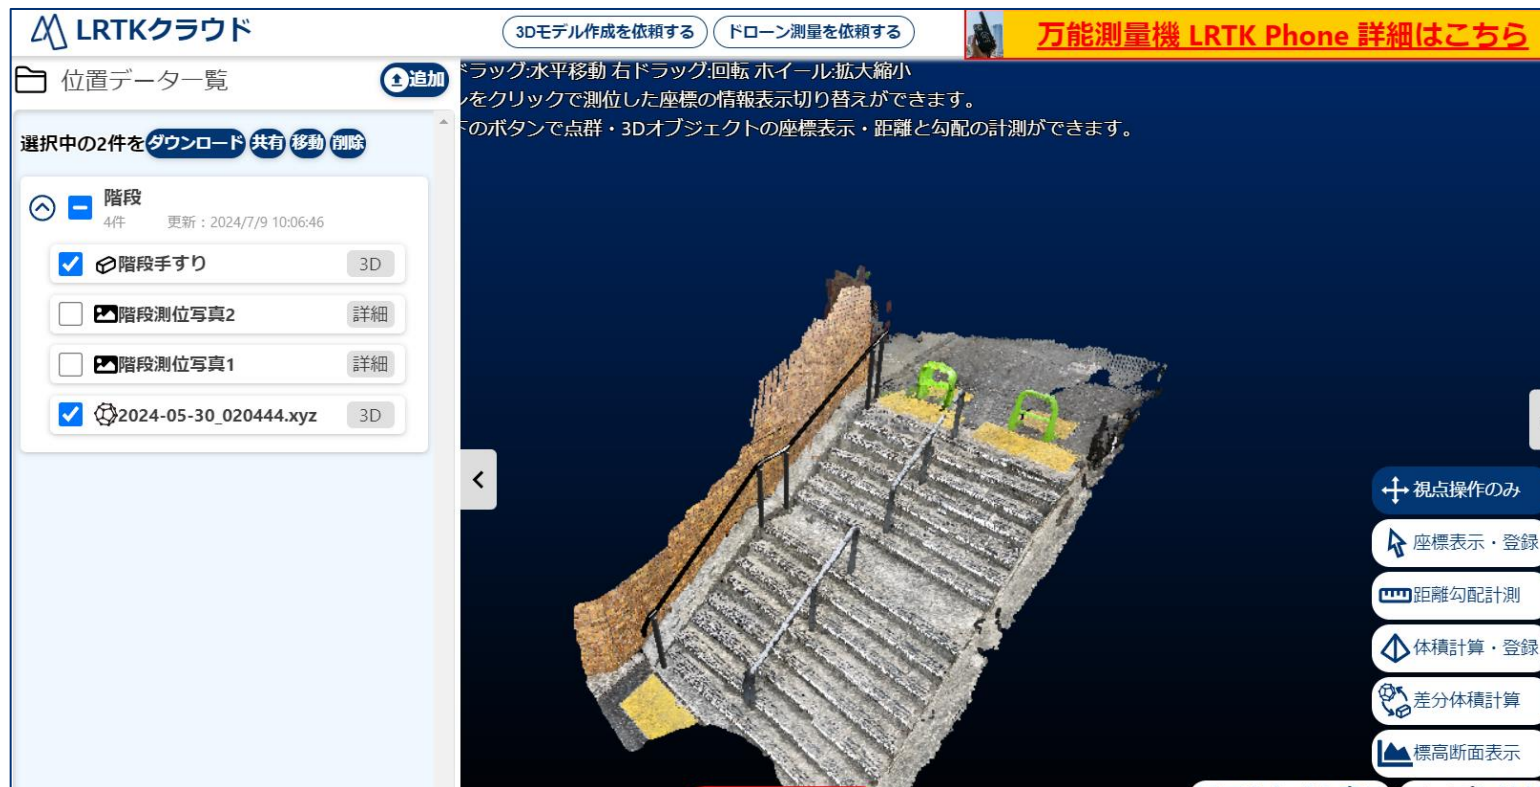 LRTKクラウド
3Dモデル作成を依頼する
ドローン測量を依頼する
万能測量機 LRTK Phone 詳細はこちら
位置データ一覧
追加
ドラッグ:水平移動 右ドラッグ:回転 ホイール:拡大縮小
をクリックで測位した座標の情報表示切り替えができます。
下のボタンで点群・3Dオブジェクトの座標表示・距離と勾配の計測ができます。
選択中の2件を ダウンロード 共有 移動 削除
階段
4件 更新：2024/7/9 10:06:46
階段手すり 3D
階段測位写真2 詳細
階段測位写真1 詳細
2024-05-30_020444.xyz 3D
視点操作のみ
座標表示・登録
距離勾配計測
体積計算・登録
差分体積計算
標高断面表示